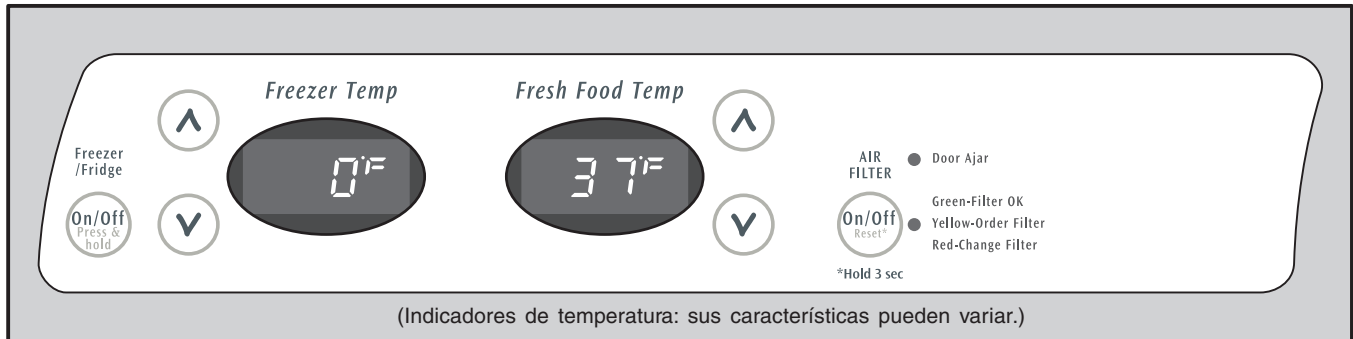 Freezer Temp
Fresh Food Temp
Freezer
/Fridge
On/Off
Press &
hold
0°F
37°F
AIR
FILTER
On/Off
Reset*
*Hold 3 sec
Door Ajar
Green-Filter OK
Yellow-Order Filter
Red-Change Filter
(Indicadores de temperatura: sus características pueden variar.)